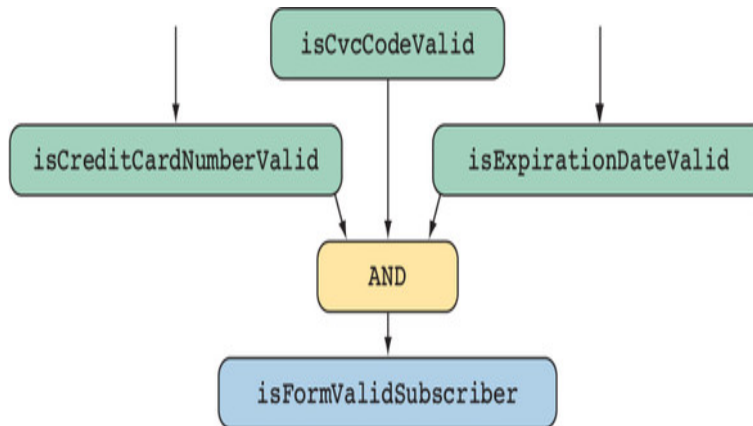 isCvcCodeValid
isCreditCardNumberValid
isExpirationDateValid
AND
isFormValidSubscriber